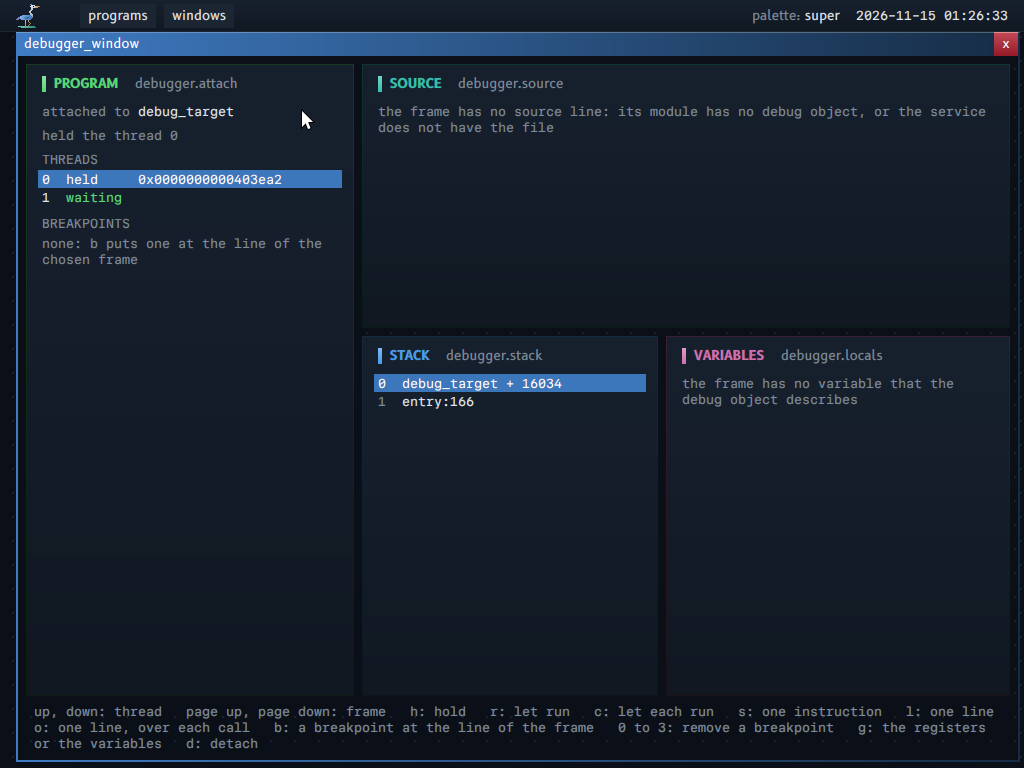 programs windows palette: super 2026-11-15 01:26:33
debugger_window x
PROGRAM debugger.attach
attached to debug_target
held the thread 0
THREADS
0 held 0x0000000000403ea2
1 waiting
BREAKPOINTS
none: b puts one at the line of the
chosen frame
SOURCE debugger.source
the frame has no source line: its module has no debug object, or the service
does not have the file
STACK debugger.stack
0 debug_target + 16034
1 entry:166
VARIABLES debugger.locals
the frame has no variable that the
debug object describes
up, down: thread page up, page down: frame h: hold r: let run c: let each run s: one instruction l: one line
o: one line, over each call b: a breakpoint at the line of the frame 0 to 3: remove a breakpoint g: the registers
or the variables d: detach